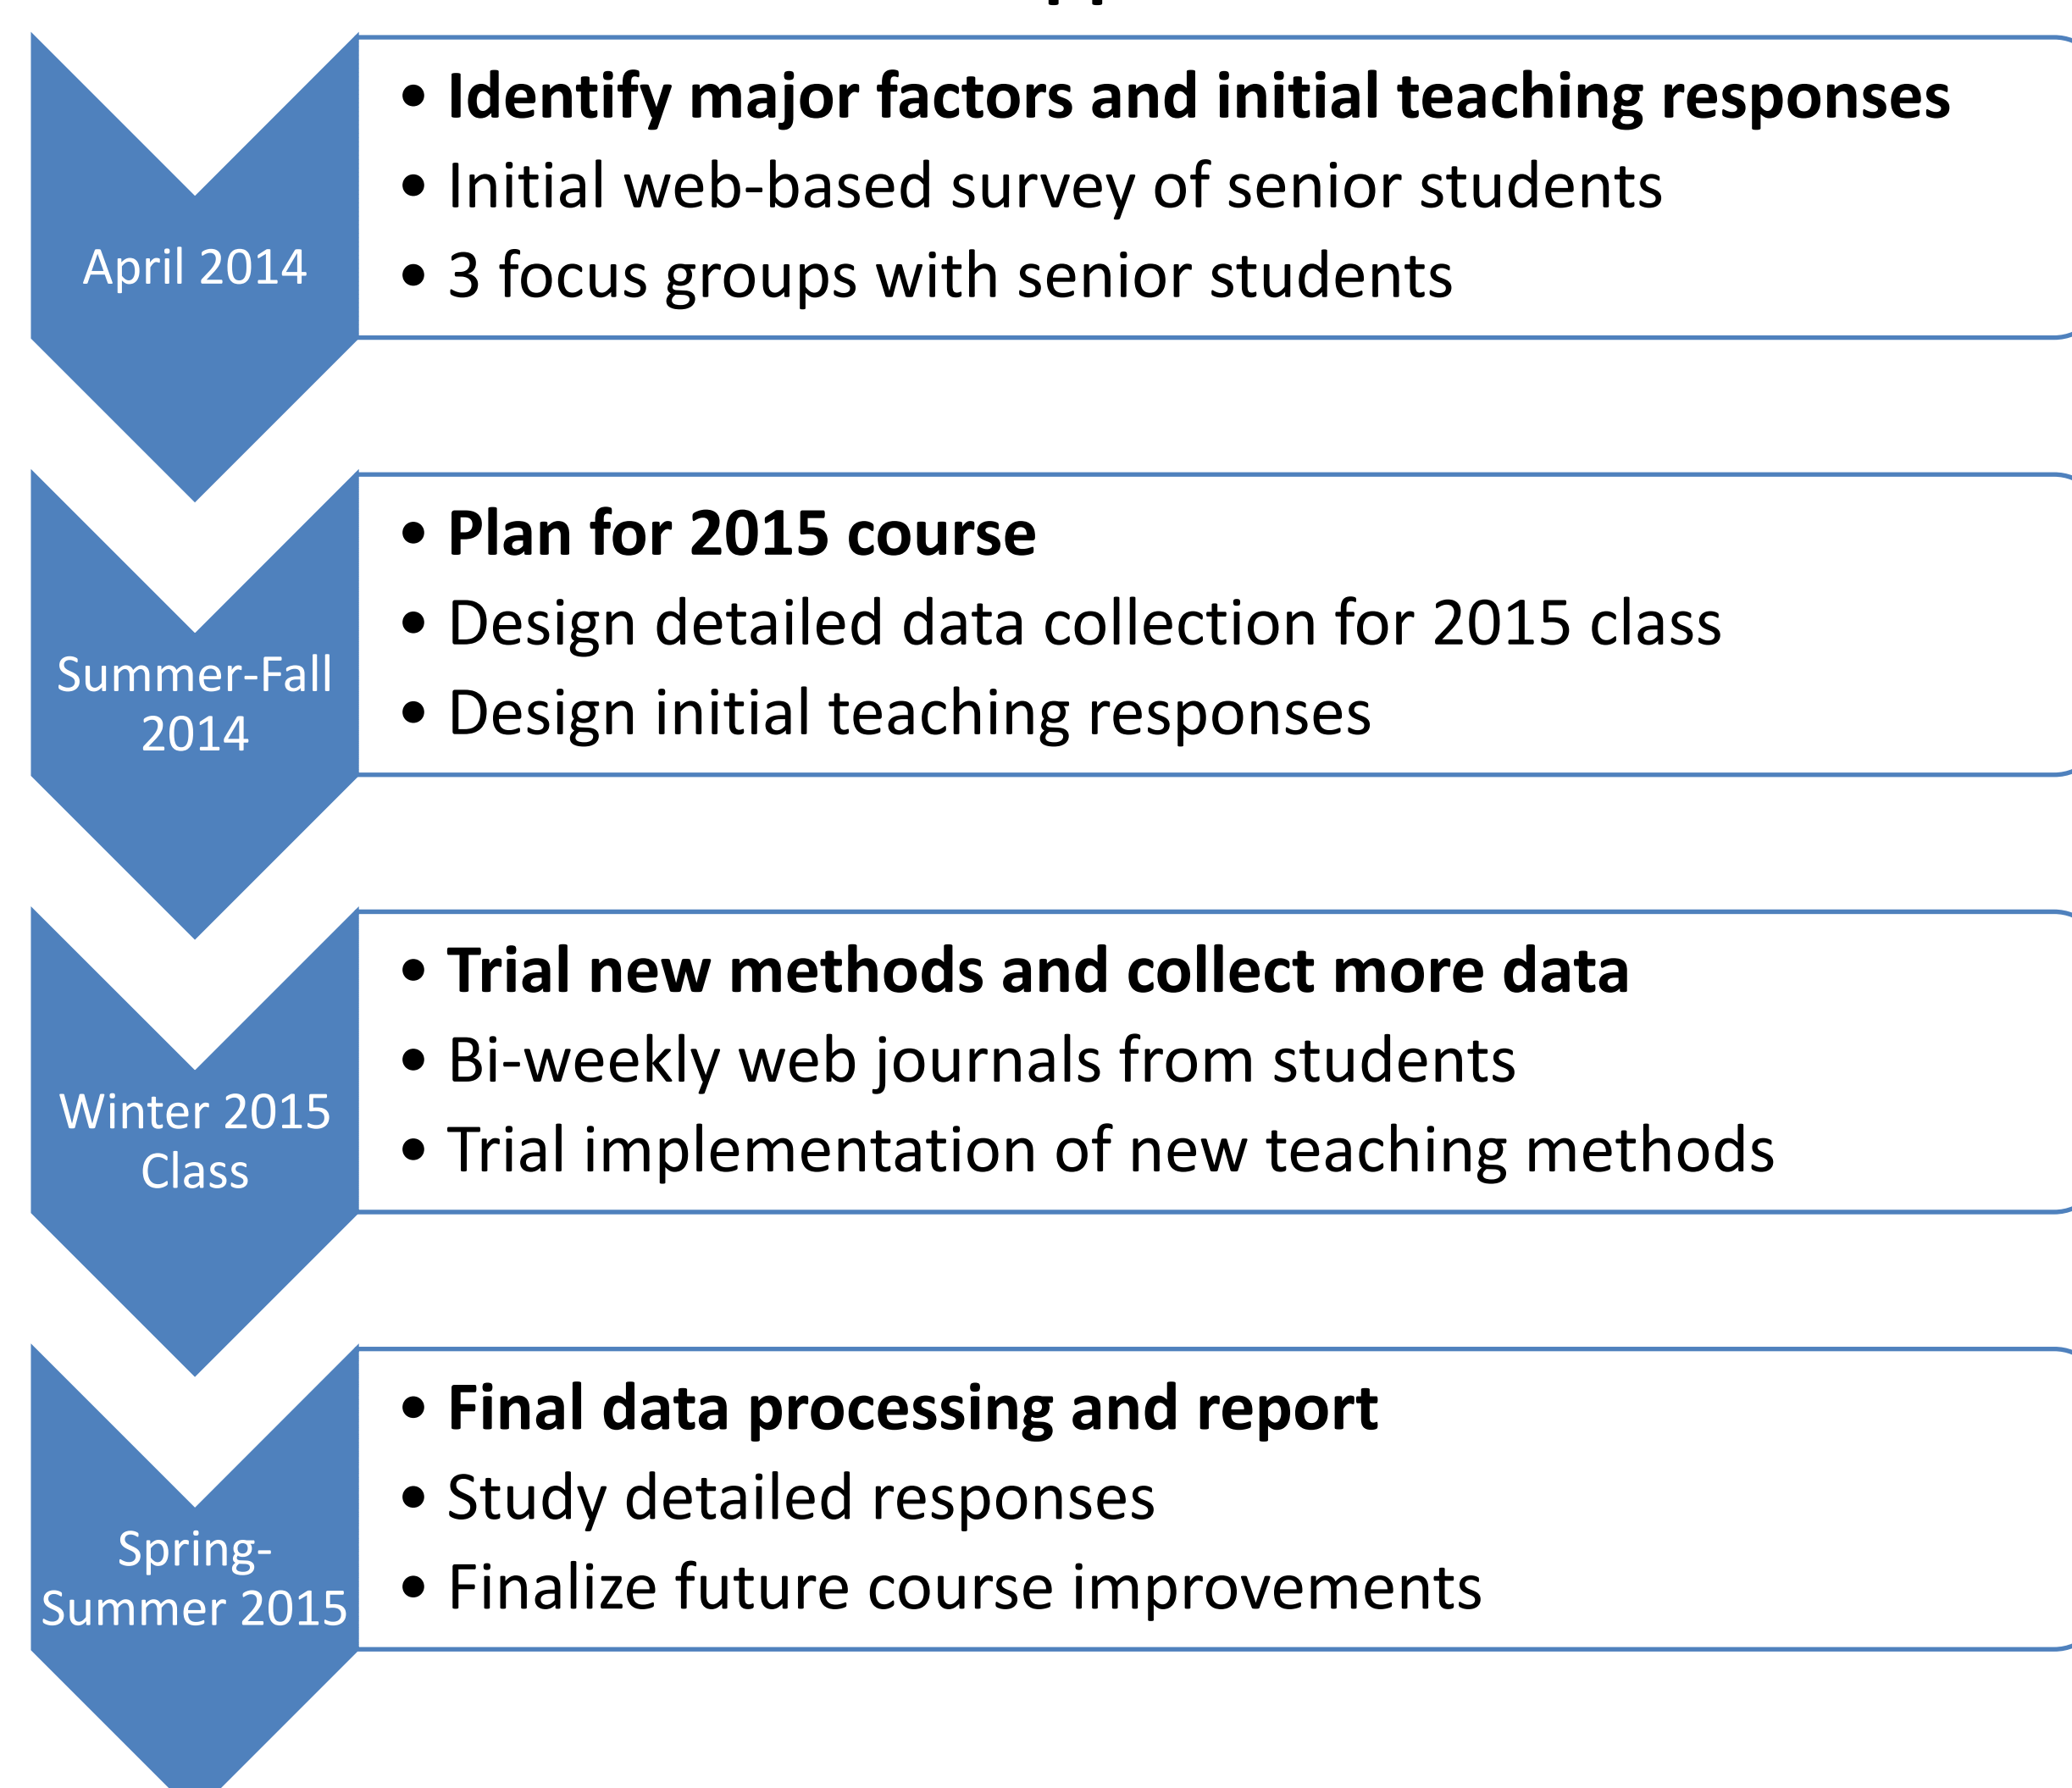 • Identify major factors and initial teaching responses
• Initial web-based survey of senior students
• 3 focus groups with senior students
April 2014
• Plan for 2015 course
• Design detailed data collection for 2015 class
• Design initial teaching responses
Summer-Fall
2014
• Trial new methods and collect more data
• Bi-weekly web journals from students
• Trial implementation of new teaching methods
Winter 2015
Class
• Final data processing and report
• Study detailed responses
• Finalize future course improvements
Spring-
Summer 2015